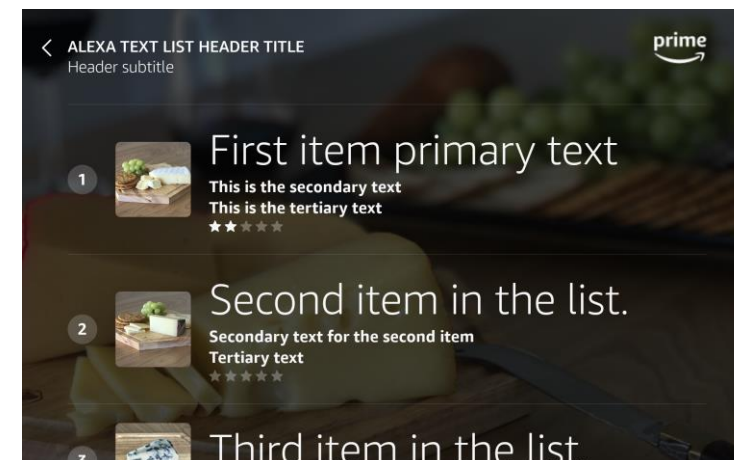 ALEXA TEXT LIST HEADER TITLE
Header subtitle
prime
1
First item primary text
This is the secondary text
This is the tertiary text
2
Second item in the list.
Secondary text for the second item
Tertiary text
3
Third item in the list